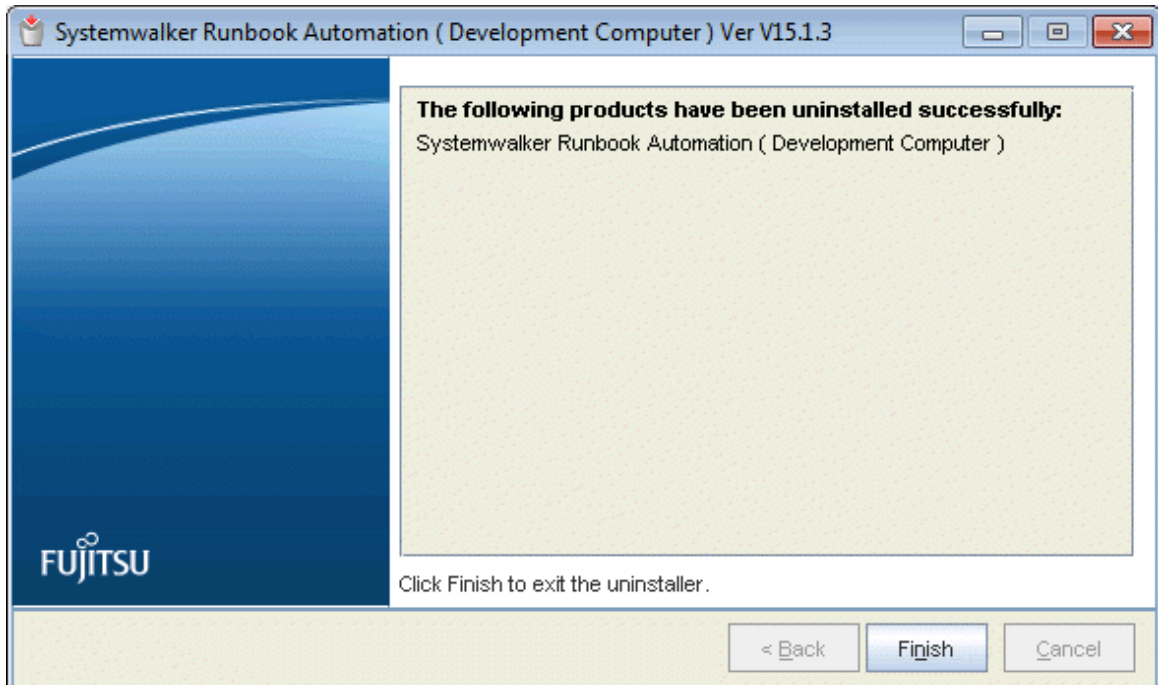 Systemwalker Runbook Automation ( Development Computer ) Ver V15.1.3
The following products have been uninstalled successfully:
Systemwalker Runbook Automation ( Development Computer )
FUJITSU
Click Finish to exit the uninstaller.
< Back
Finish
Cancel